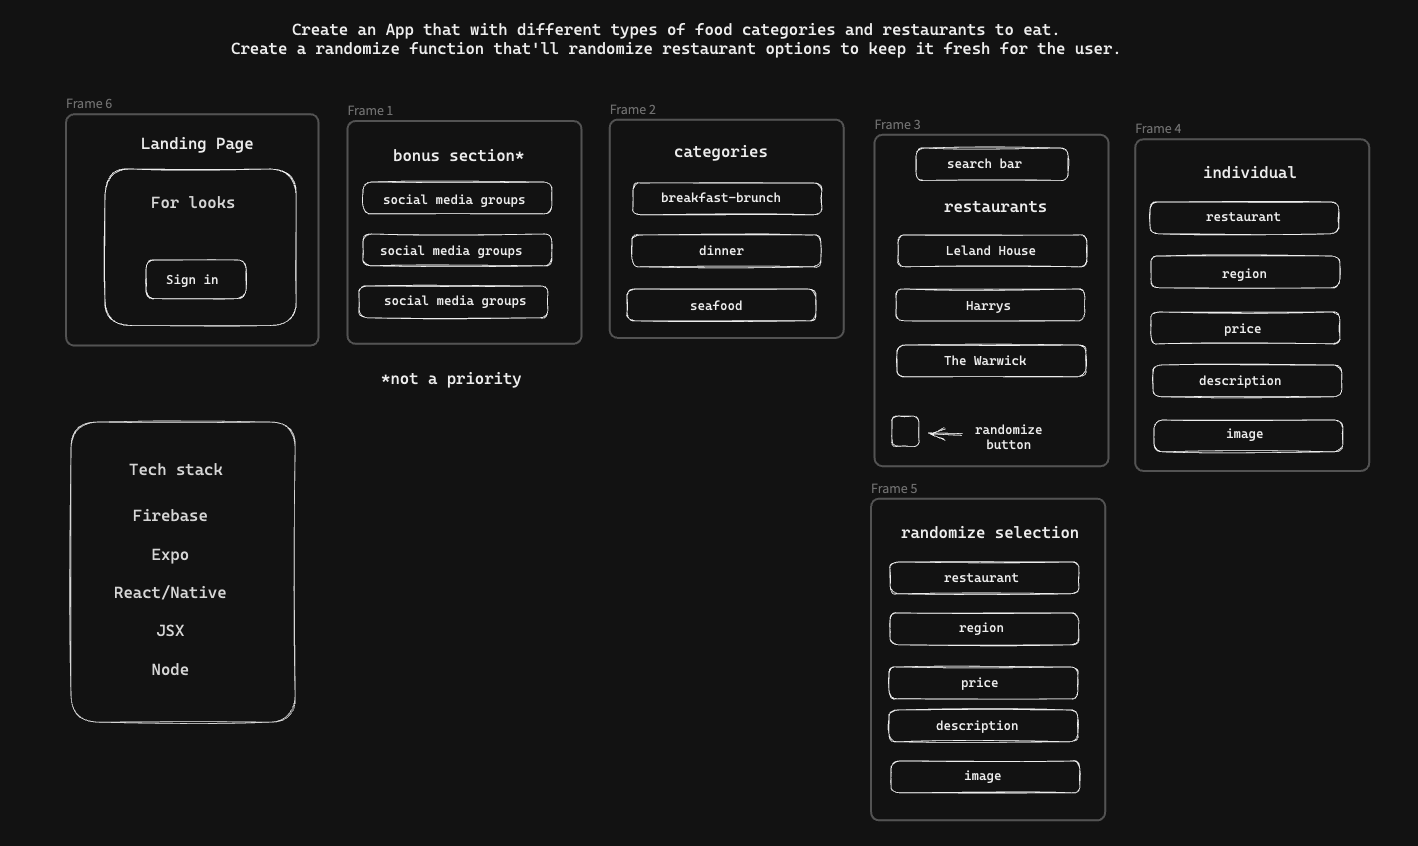 Create an App that with different types of food categories and restaurants to eat.
Create a randomize function that'll randomize restaurant options to keep it fresh for the user.
Frame 6
Landing Page
For looks
Sign in
Frame 1
bonus section*
social media groups
social media groups
social media groups
*not a priority
Frame 2
categories
breakfast-brunch
dinner
seafood
Frame 3
search bar
restaurants
Leland House
Harrys
The Warwick
randomize
button
Frame 4
individual
restaurant
region
price
description
image
Tech stack
Firebase
Expo
React/Native
JSX
Node
Frame 5
randomize selection
restaurant
region
price
description
image